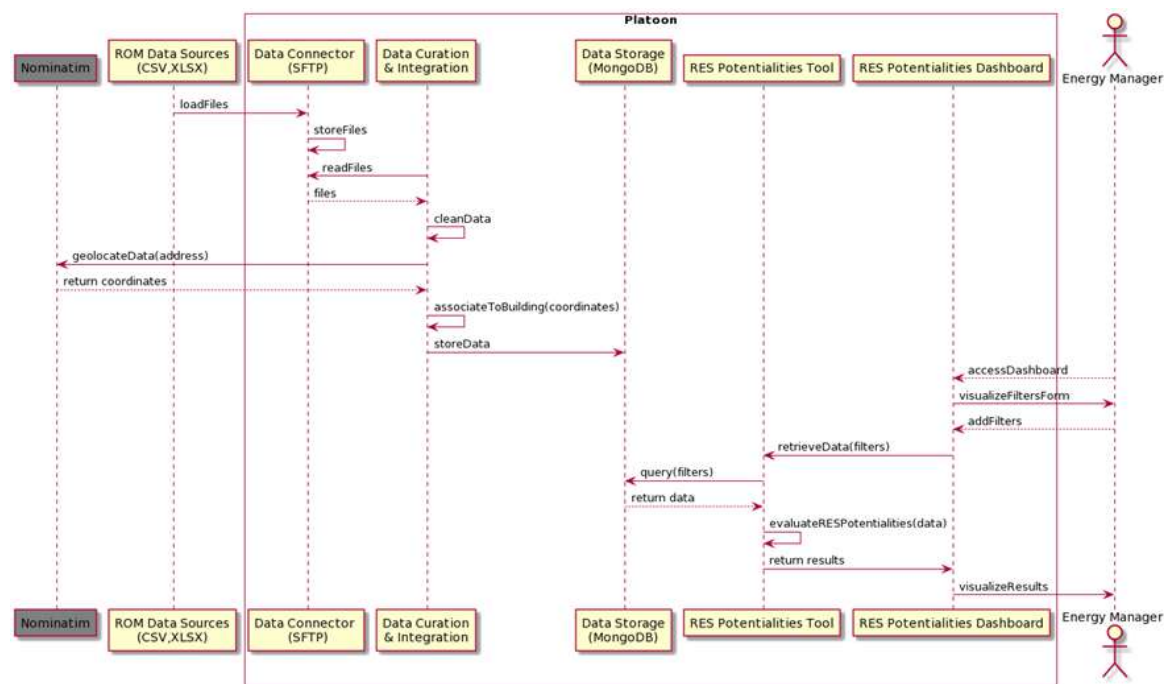 Platoon
Nominatim
ROM Data Sources
(CSV,XLSX)
Data Connector
(SFTP)
Data Curation
& Integration
Data Storage
(MongoDB)
RES Potentialities Tool
RES Potentialities Dashboard
Energy Manager
loadFiles
storeFiles
readFiles
files
cleanData
geolocateData(address)
return coordinates
associateToBuilding(coordinates)
storeData
accessDashboard
visualizeFiltersForm
addFilters
retrieveData(filters)
query(filters)
return data
evaluateRESPotentialities(data)
return results
visualizeResults
Nominatim
ROM Data Sources
(CSV,XLSX)
Data Connector
(SFTP)
Data Curation
& Integration
Data Storage
(MongoDB)
RES Potentialities Tool
RES Potentialities Dashboard
Energy Manager